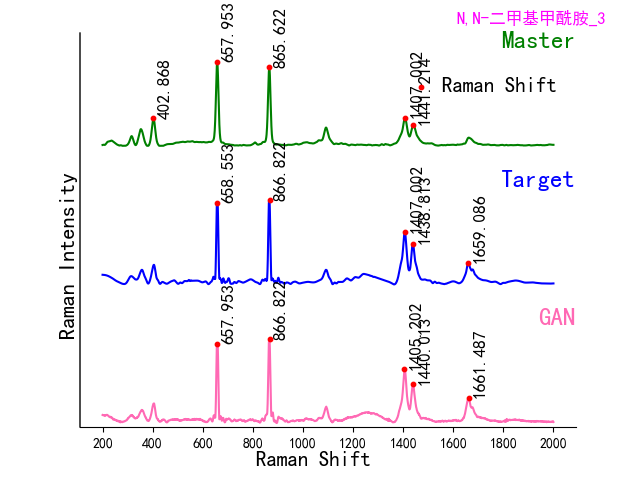 N,N-二甲基甲酰胺_3
Master
657.953
865.622
402.868
1407.002
1441.214
Raman Shift
Target
658.553
866.822
1407.002
1438.813
1659.086
GAN
657.953
866.822
1405.202
1440.013
1661.487
Raman Intensity
200 400 600 800 1000 1200 1400 1600 1800 2000
Raman Shift